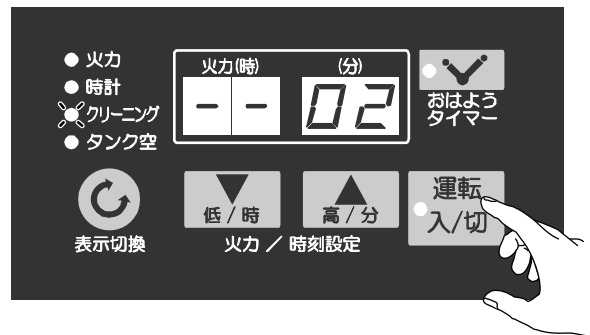 火力
時計
クリーニング
タンク空
火力(時) (分)
-- 02
おはよう
タイマー
表示切換
低/時
高/分
火力 / 時刻設定
運転
入/切